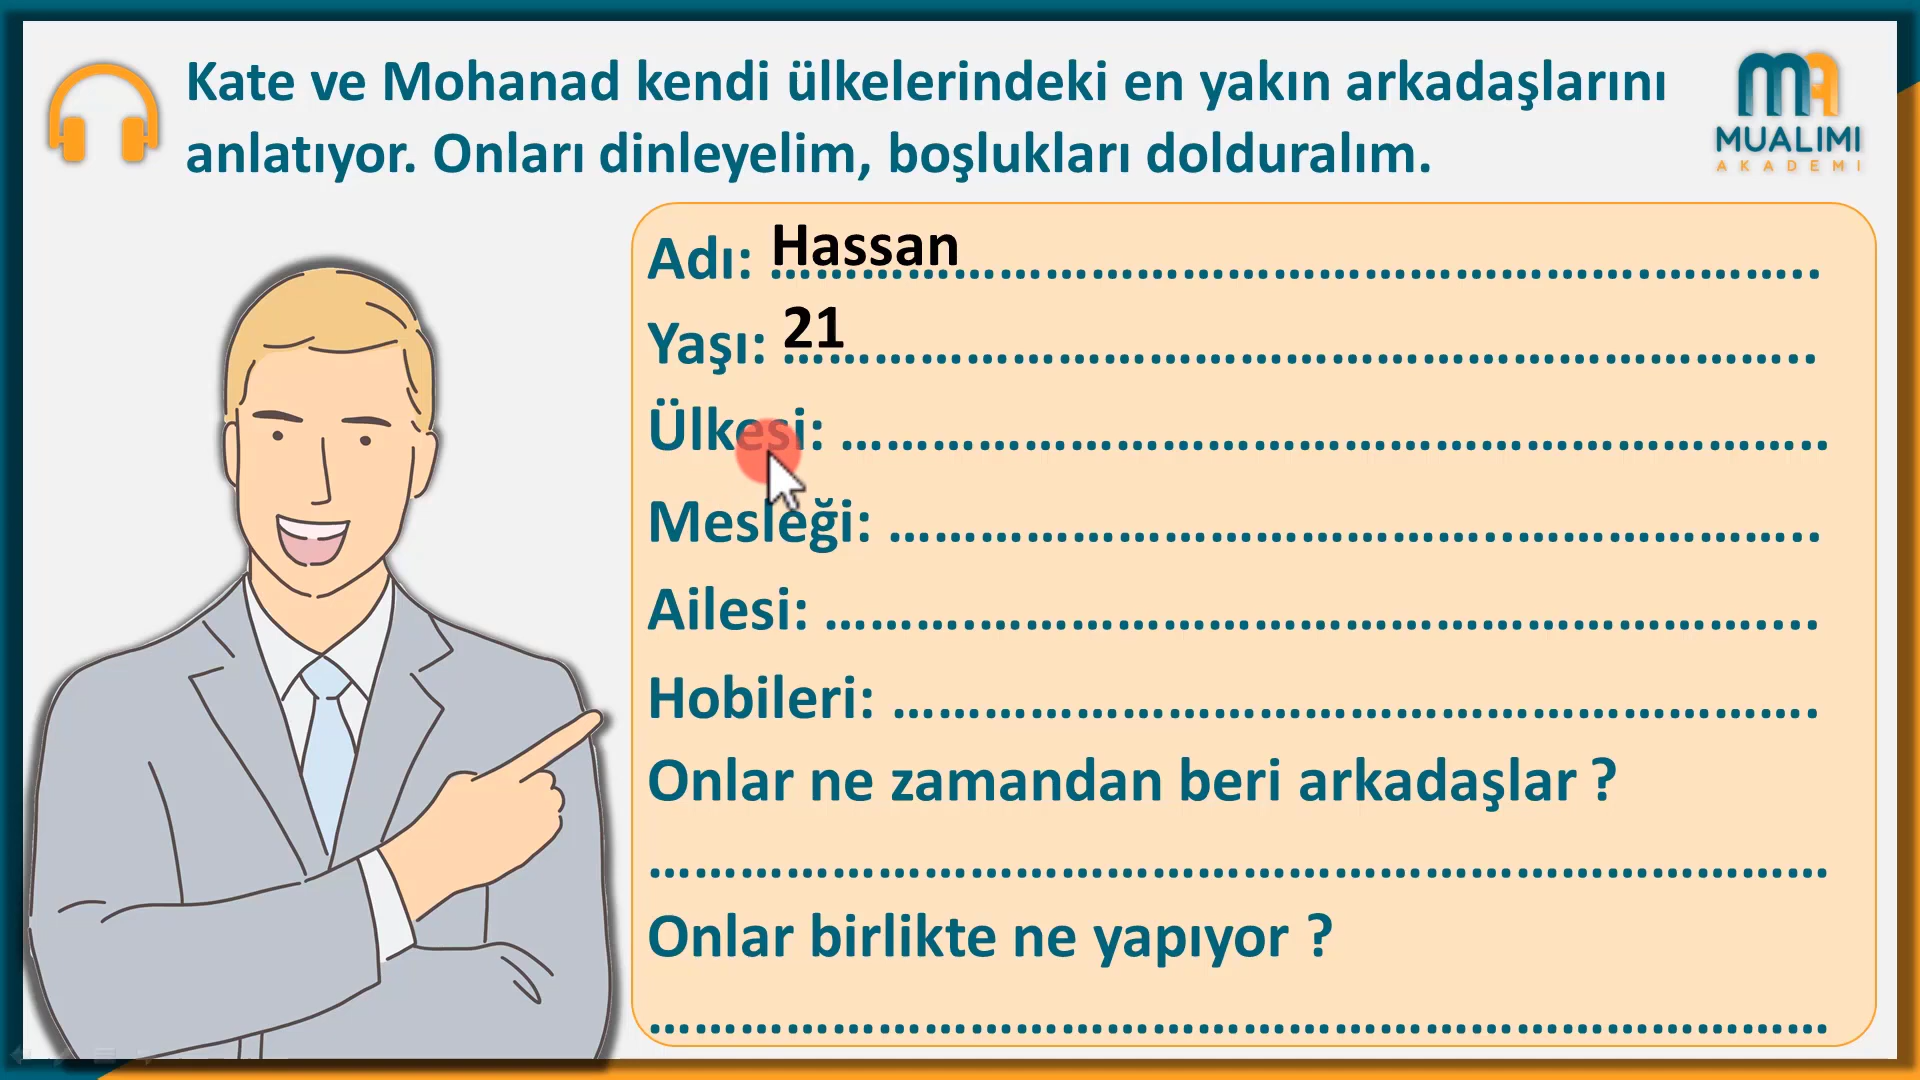 Kate ve Mohanad kendi ülkelerindeki en yakın arkadaşlarını
anlatıyor. Onları dinleyelim, boşlukları dolduralım.
MUALIMI
AKADEMI
Adı: Hassan
Yaşı: 21
Ülkesi:
Mesleği:
Ailesi:
Hobileri:
Onlar ne zamandan beri arkadaşlar ?
Onlar birlikte ne yapıyor ?